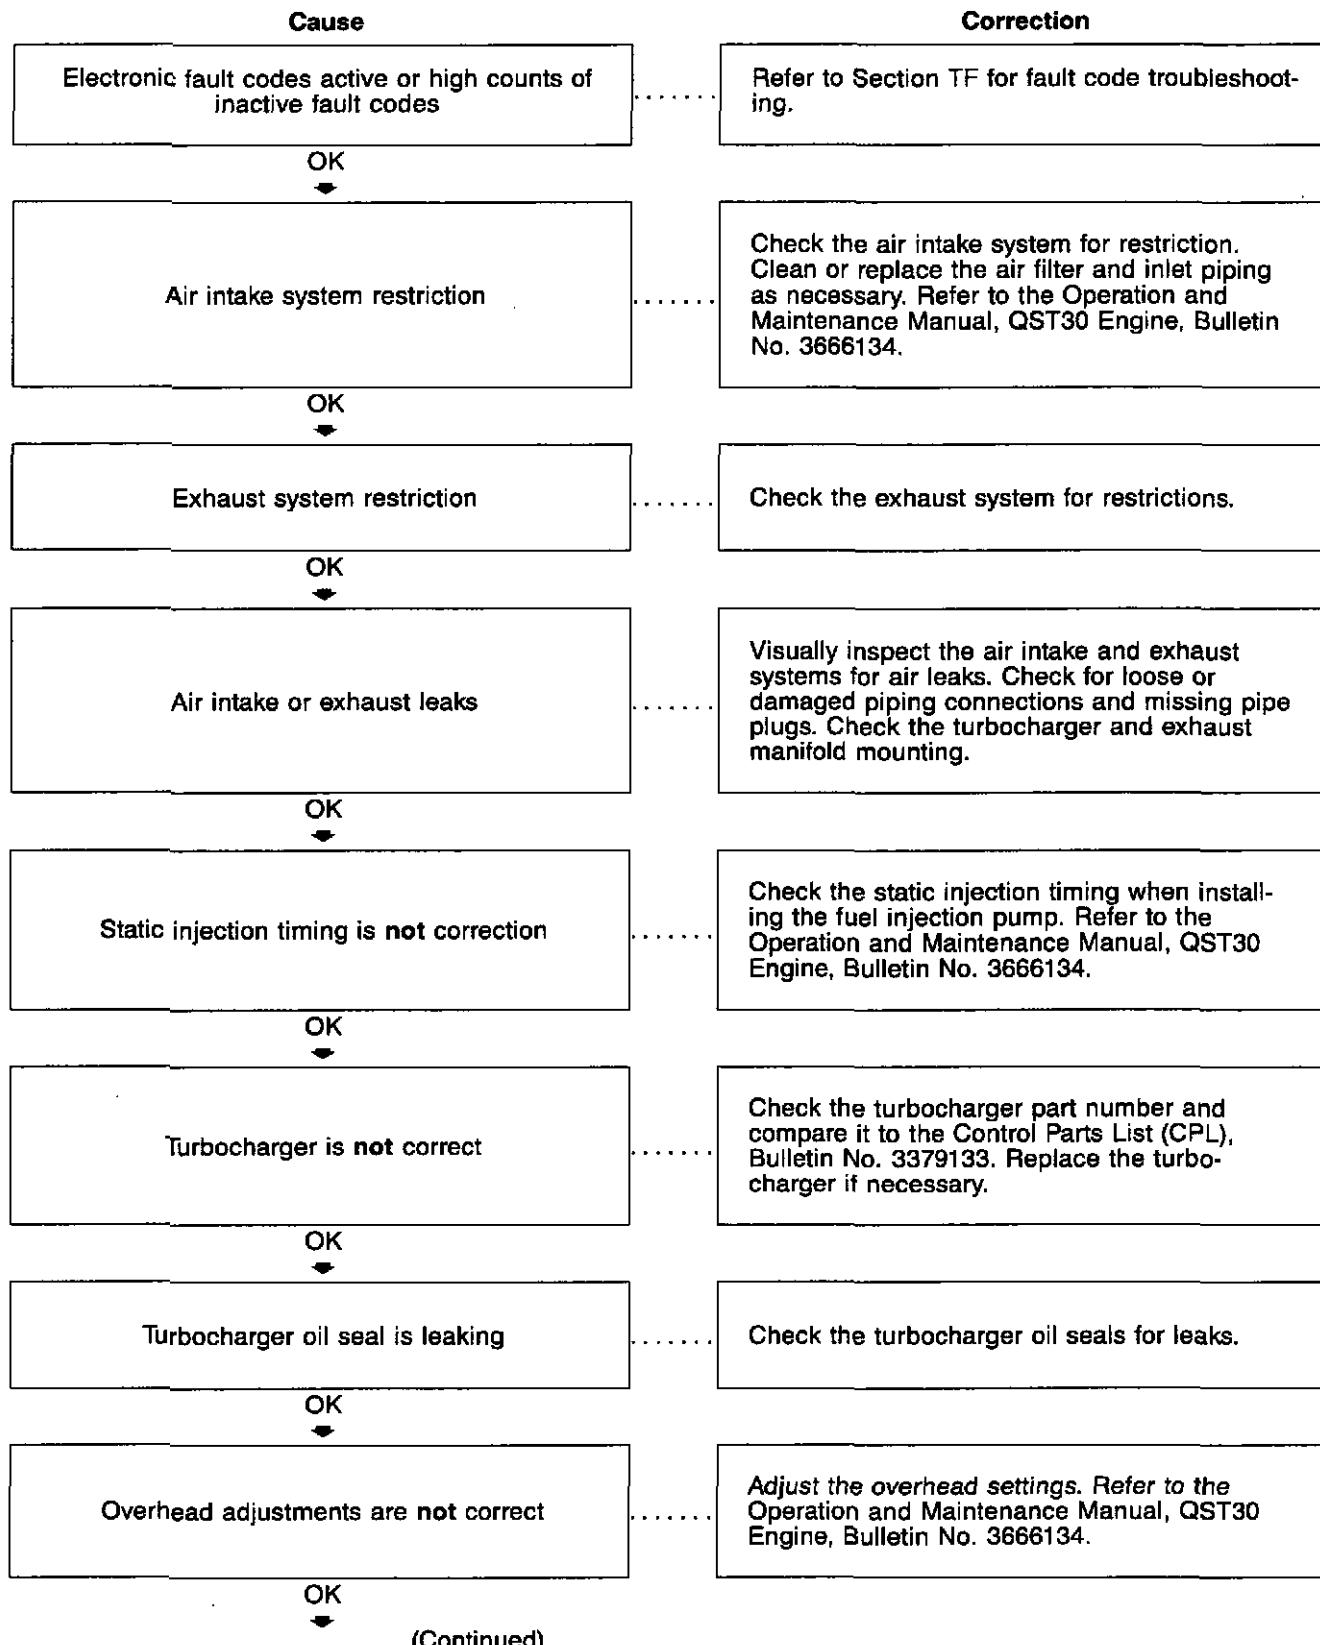 Cause
Correction
Electronic fault codes active or high counts of
inactive fault codes
Refer to Section TF for fault code troubleshoot-
ing.
OK
Air intake system restriction
Check the air intake system for restriction.
Clean or replace the air filter and inlet piping
as necessary. Refer to the Operation and
Maintenance Manual, QST30 Engine, Bulletin
No. 3666134.
OK
Exhaust system restriction
Check the exhaust system for restrictions.
OK
Air intake or exhaust leaks
Visually inspect the air intake and exhaust
systems for air leaks. Check for loose or
damaged piping connections and missing pipe
plugs. Check the turbocharger and exhaust
manifold mounting.
OK
Static injection timing is not correction
Check the static injection timing when install-
ing the fuel injection pump. Refer to the
Operation and Maintenance Manual, QST30
Engine, Bulletin No. 3666134.
OK
Turbocharger is not correct
Check the turbocharger part number and
compare it to the Control Parts List (CPL),
Bulletin No. 3379133. Replace the turbo-
charger if necessary.
OK
Turbocharger oil seal is leaking
Check the turbocharger oil seals for leaks.
OK
Overhead adjustments are not correct
Adjust the overhead settings. Refer to the
Operation and Maintenance Manual, QST30
Engine, Bulletin No. 3666134.
OK
(Continued)